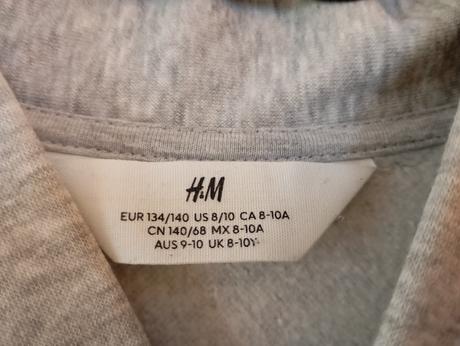 H&M
EUR 134/140 US 8/10 CA 8-10A
CN 140/68 MX 8-10A
AUS 9-10 UK 8-10Y